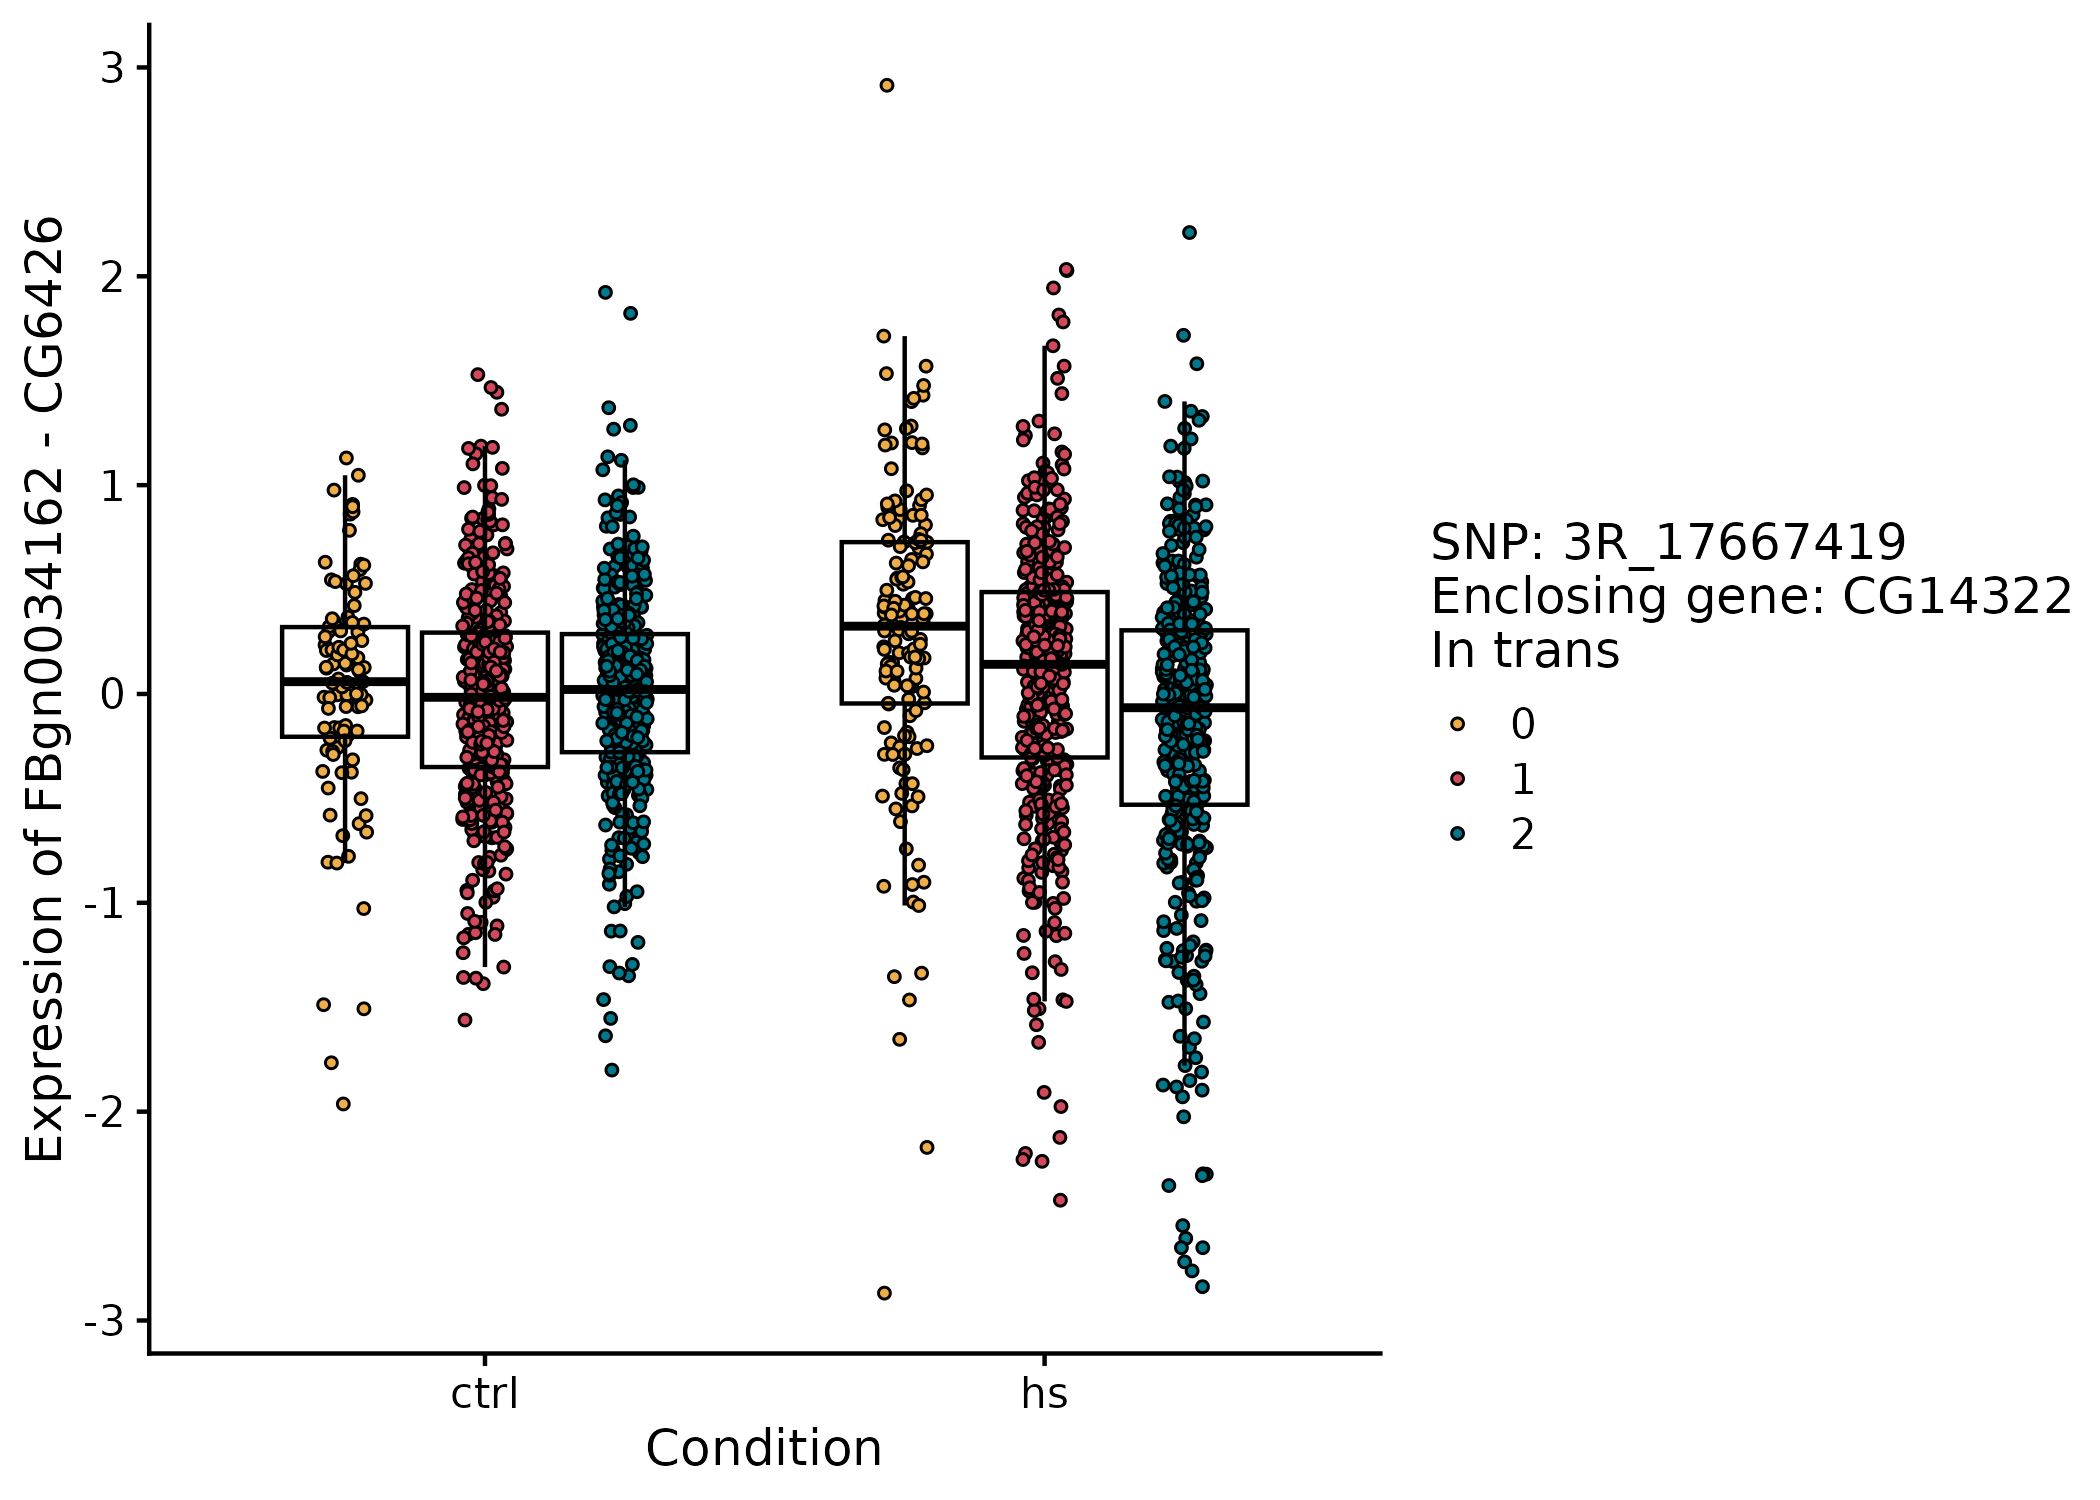 Expression of FBgn0034162 - CG6426
3
2
1
0
-1
-2
-3
ctrl
hs
Condition
SNP: 3R_17667419
Enclosing gene: CG14322
In trans
0
1
2